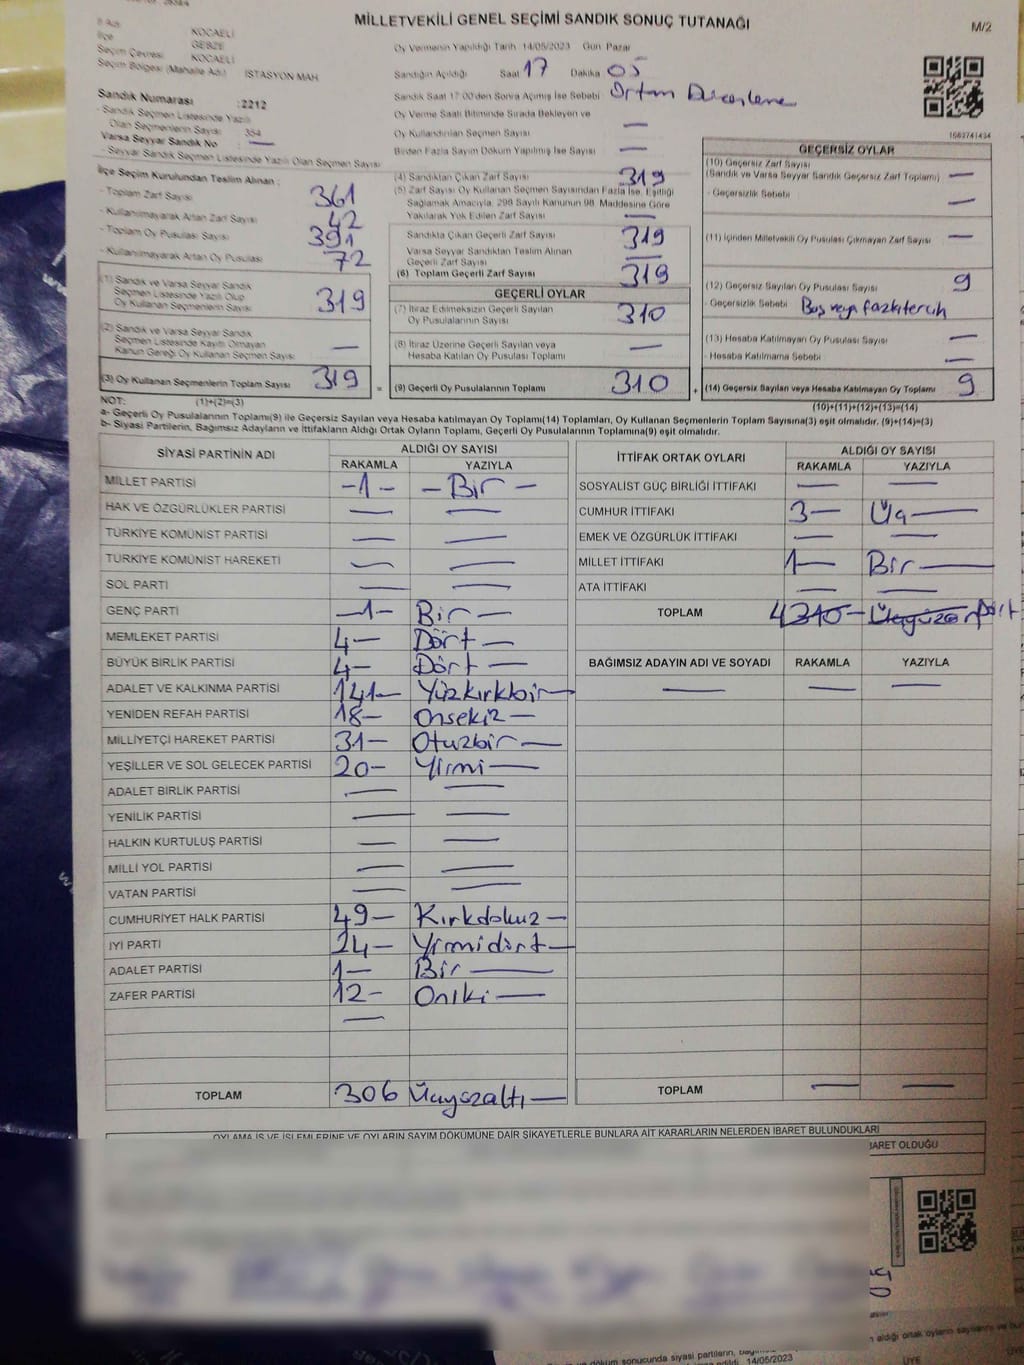 MİLLETVEKİLİ GENEL SEÇİMİ SANDIK SONUÇ TUTANAĞI
M/2
İl Adı KOCAELİ
İlçe GEBZE
Seçim Çevresi KOCAELİ
Seçim Bölgesi (Mahalle Adı) İSTASYON MAH
Sandık Numarası : 2212
- Sandık Seçmen Listesinde Yazılı
Olan Seçmenlerin Sayısı 354
Varsa Seyyar Sandık No —
- Seyyar Sandık Seçmen Listesinde Yazılı Olan Seçmen Sayısı
İlçe Seçim Kurulundan Teslim Alınan :
- Toplam Zarf Sayısı 361
- Kullanılmayarak Artan Zarf Sayısı 42
- Toplam Oy Pusulası Sayısı 391
- Kullanılmayarak Artan Oy Pusulası 72
(1) Sandık ve Varsa Seyyar Sandık
Seçmen Listesinde Yazılı Olup
Oy Kullanan Seçmenlerin Sayısı 319
(2) Sandık ve Varsa Seyyar Sandık
Seçmen Listesinde Kayıtlı Olmayan
Kanun Gereği Oy Kullanan Seçmen Sayısı —
(3) Oy Kullanan Seçmenlerin Toplam Sayısı 319
Oy Vermenin Yapıldığı Tarih 14/05/2023 Gün Pazar
Sandığın Açıldığı Saat 17 Dakika 05
Sandık Saat 17:00'den Sonra Açılmış İse Sebebi Ortam
Oy Verme Saati Bitiminde Sırada Bekleyen ve
Oy Kullandırılan Seçmen Sayısı —
Birden Fazla Sayım Döküm Yapılmış İse Sayısı —
(4) Sandıktan Çıkan Zarf Sayısı 319
(5) Zarf Sayısı Oy Kullanan Seçmen Sayısından Fazla İse, Eşitliği
Sağlamak Amacıyla, 298 Sayılı Kanunun 98. Maddesine Göre
Yakılarak Yok Edilen Zarf Sayısı —
Sandıkta Çıkan Geçerli Zarf Sayısı 319
Varsa Seyyar Sandıktan Teslim Alınan
Geçerli Zarf Sayısı —
(6) Toplam Geçerli Zarf Sayısı 319
GEÇERLİ OYLAR
(7) İtiraz Edilmeksizin Geçerli Sayılan
Oy Pusulalarının Sayısı 310
(8) İtiraz Üzerine Geçerli Sayılan veya
Hesaba Katılan Oy Pusulası Toplamı —
= (9) Geçerli Oy Pusulalarının Toplamı 310 +
1682741434
GEÇERSİZ OYLAR
(10) Geçersiz Zarf Sayısı
(Sandık ve Varsa Seyyar Sandık Geçersiz Zarf Toplamı) —
- Geçersizlik Sebebi : —
(11) İçinden Milletvekili Oy Pusulası Çıkmayan Zarf Sayısı —
(12) Geçersiz Sayılan Oy Pusulası Sayısı 9
- Geçersizlik Sebebi : Boş veya fazla tercih
(13) Hesaba Katılmayan Oy Pusulası Sayısı —
- Hesaba Katılmama Sebebi : —
(14) Geçersiz Sayılan veya Hesaba Katılmayan Oy Toplamı 9
NOT: (1)+(2)=(3) (10)+(11)+(12)+(13)=(14)
a- Geçerli Oy Pusulalarının Toplamı(9) ile Geçersiz Sayılan veya Hesaba katılmayan Oy Toplamı(14) Toplamları, Oy Kullanan Seçmenlerin Toplam Sayısına(3) eşit olmalıdır. (9)+(14)=(3)
b- Siyasi Partilerin, Bağımsız Adayların ve İttifakların Aldığı Ortak Oyların Toplamı, Geçerli Oy Pusulalarının Toplamına(9) eşit olmalıdır.
SİYASİ PARTİNİN ADI ALDIĞI OY SAYISI
RAKAMLA YAZIYLA
MİLLET PARTİSİ -1- -Bir-
HAK VE ÖZGÜRLÜKLER PARTİSİ — —
TÜRKİYE KOMÜNİST PARTİSİ — —
TÜRKİYE KOMÜNİST HAREKETİ — —
SOL PARTİ — —
GENÇ PARTİ —1— Bir —
MEMLEKET PARTİSİ 4— Dört —
BÜYÜK BİRLİK PARTİSİ 4— Dört —
ADALET VE KALKINMA PARTİSİ 141— Yüzkırkbir—
YENİDEN REFAH PARTİSİ 18— Onsekiz —
MİLLİYETÇİ HAREKET PARTİSİ 31— Otuzbir —
YEŞİLLER VE SOL GELECEK PARTİSİ 20— Yirmi —
ADALET BİRLİK PARTİSİ — —
YENİLİK PARTİSİ — —
HALKIN KURTULUŞ PARTİSİ — —
MİLLİ YOL PARTİSİ — —
VATAN PARTİSİ — —
CUMHURİYET HALK PARTİSİ 49— Kırkdokuz —
İYİ PARTİ 24— Yirmidört—
ADALET PARTİSİ 1— Bir —
ZAFER PARTİSİ 12— Oniki —
—
TOPLAM 306 Üçyüzaltı —
İTTİFAK ORTAK OYLARI ALDIĞI OY SAYISI
RAKAMLA YAZIYLA
SOSYALİST GÜÇ BİRLİĞİ İTTİFAKI — —
CUMHUR İTTİFAKI 3— Üç —
EMEK VE ÖZGÜRLÜK İTTİFAKI — —
MİLLET İTTİFAKI 1— Bir —
ATA İTTİFAKI — —
TOPLAM 4 310 — Üçyüzon Dört
BAĞIMSIZ ADAYIN ADI VE SOYADI RAKAMLA YAZIYLA
— — —
TOPLAM — —
OYLAMA İŞ VE İŞLEMLERİNE VE OYLARIN SAYIM DÖKÜMÜNE DAİR ŞİKAYETLERLE BUNLARA AİT KARARLARIN NELERDEN İBARET BULUNDUKLARI
İBARET OLDUĞU
14/05/2023